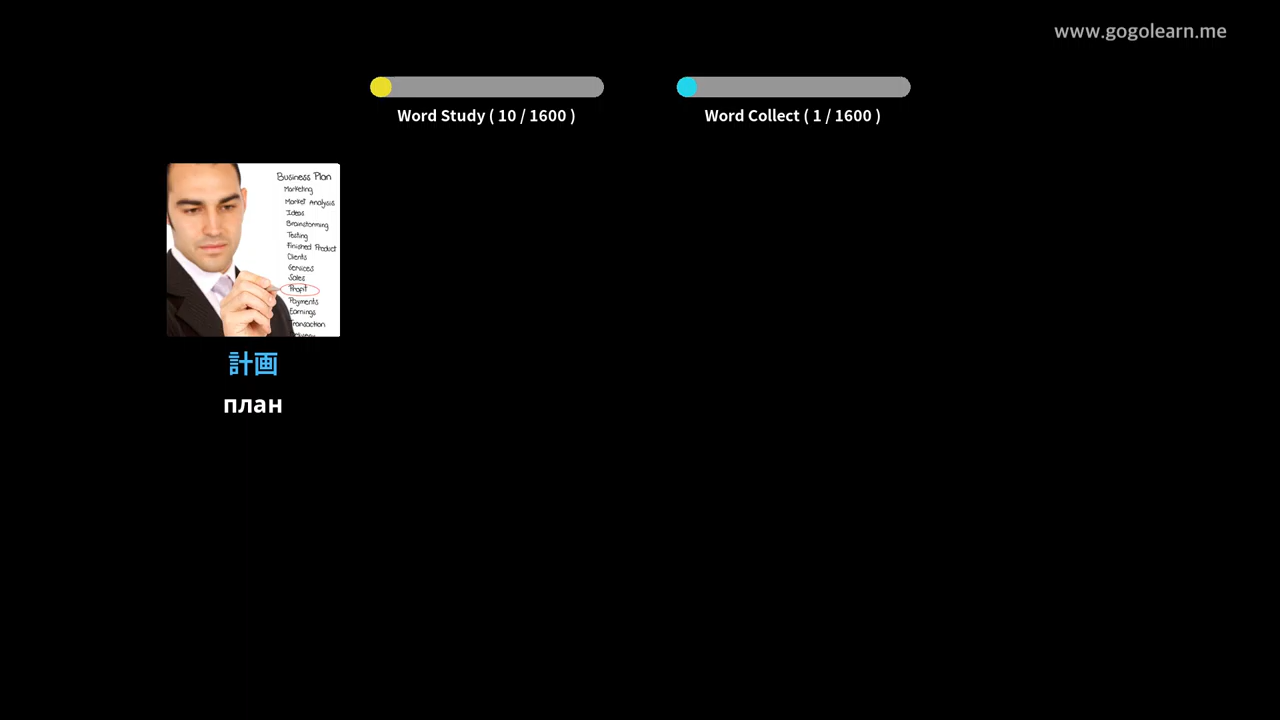 www.gogolearn.me
Word Study ( 10 / 1600 )
Word Collect ( 1 / 1600 )
Business Plan
Marketing
Market Analysis
Ideas
Brainstorming
Testing
Finished Product
Clients
Services
Sales
Profit
Payments
Earnings
Transaction
計画
план